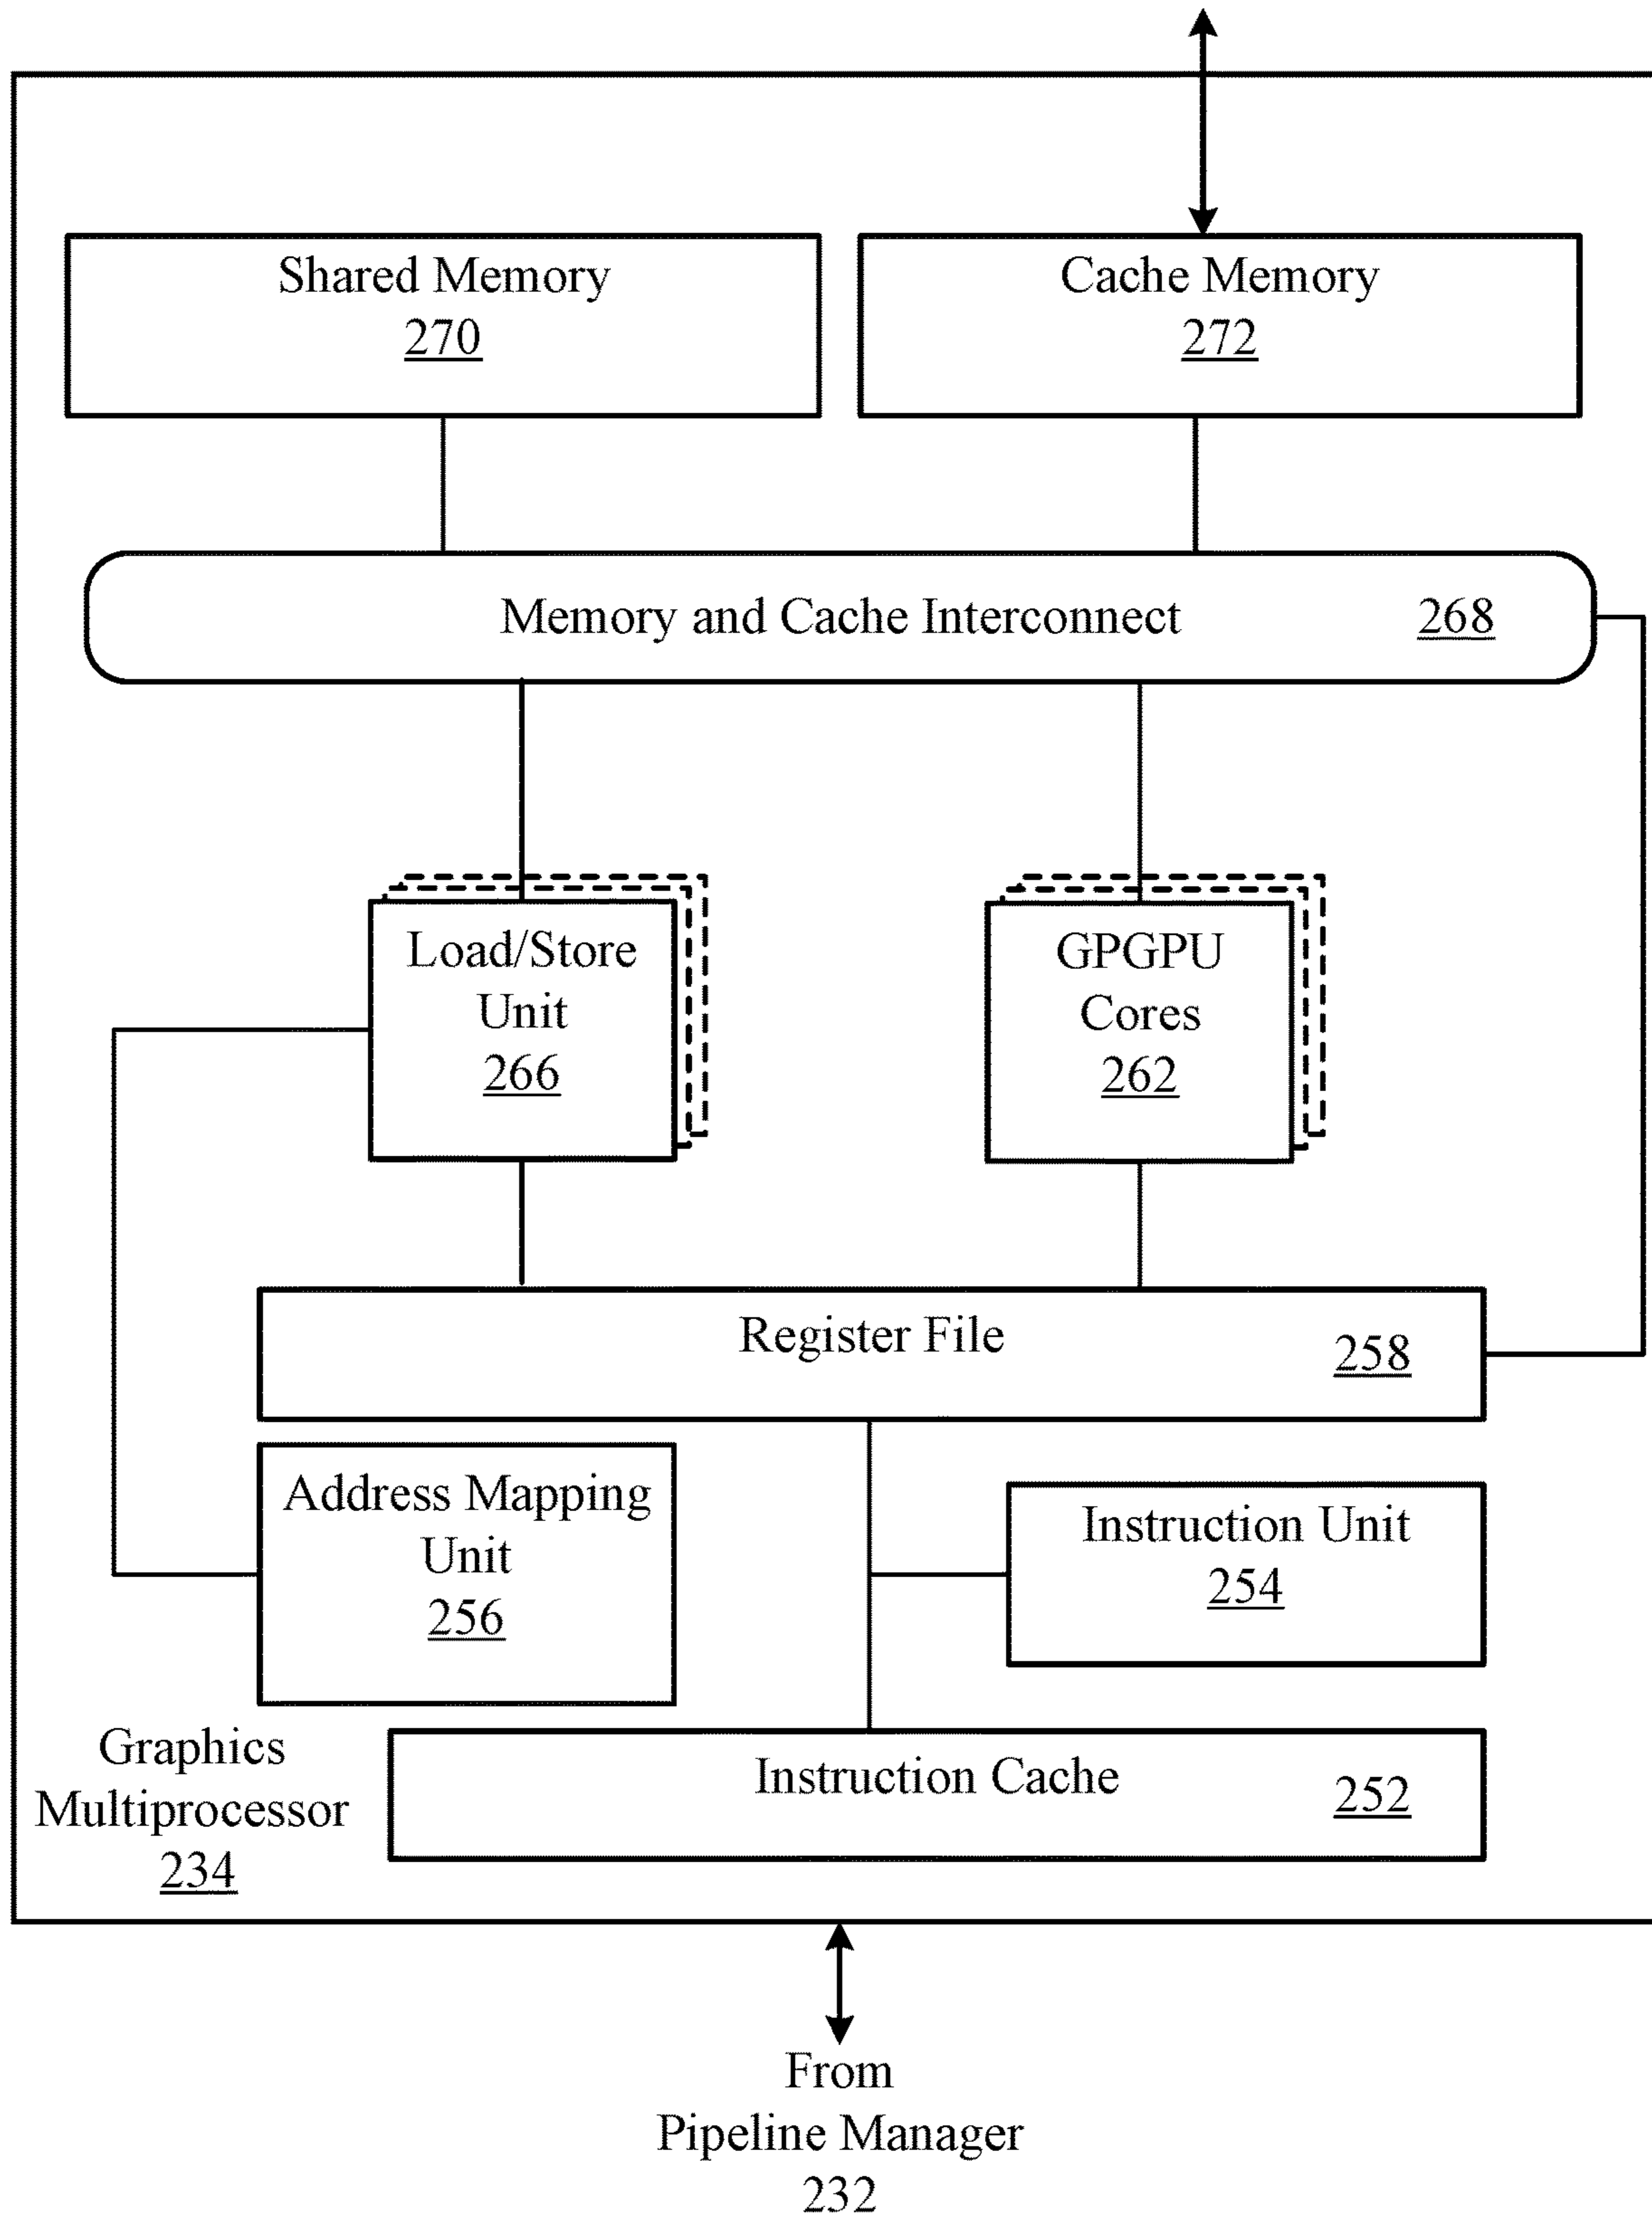 Shared Memory
270
Cache Memory
272
Memory and Cache Interconnect 268
Load/Store
Unit
266
GPGPU
Cores
262
Register File 258
Address Mapping
Unit
256
Instruction Unit
254
Graphics
Multiprocessor
234
Instruction Cache 252
From
Pipeline Manager
232